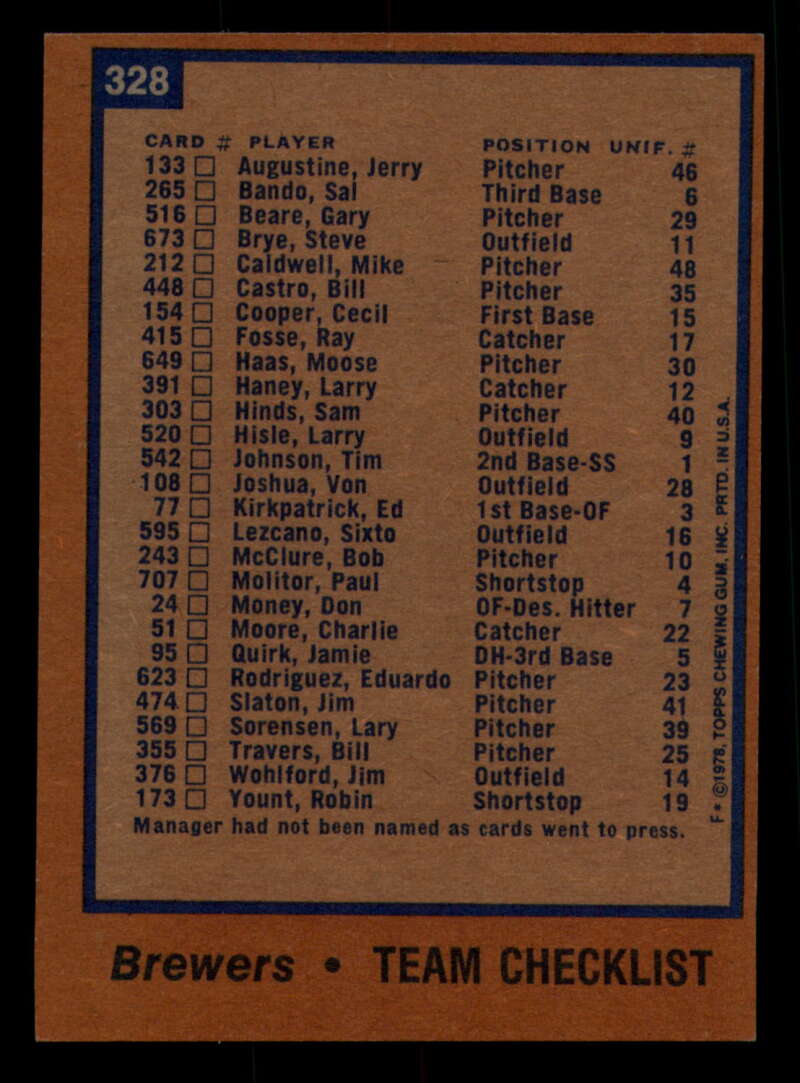 328
CARD # PLAYER POSITION UNIF. #
133 □ Augustine, Jerry Pitcher 46
265 □ Bando, Sal Third Base 6
516 □ Beare, Gary Pitcher 29
673 □ Brye, Steve Outfield 11
212 □ Caldwell, Mike Pitcher 48
448 □ Castro, Bill Pitcher 35
154 □ Cooper, Cecil First Base 15
415 □ Fosse, Ray Catcher 17
649 □ Haas, Moose Pitcher 30
391 □ Haney, Larry Catcher 12
303 □ Hinds, Sam Pitcher 40
520 □ Hisle, Larry Outfield 9
542 □ Johnson, Tim 2nd Base-SS 1
108 □ Joshua, Von Outfield 28
77 □ Kirkpatrick, Ed 1st Base-OF 3
595 □ Lezcano, Sixto Outfield 16
243 □ McClure, Bob Pitcher 10
707 □ Molitor, Paul Shortstop 4
24 □ Money, Don OF-Des. Hitter 7
51 □ Moore, Charlie Catcher 22
95 □ Quirk, Jamie DH-3rd Base 5
623 □ Rodriguez, Eduardo Pitcher 23
474 □ Slaton, Jim Pitcher 41
569 □ Sorensen, Lary Pitcher 39
355 □ Travers, Bill Pitcher 25
376 □ Wohlford, Jim Outfield 14
173 □ Yount, Robin Shortstop 19
Manager had not been named as cards went to press.
F * ©1978, TOPPS CHEWING GUM, INC. PRTD. IN U.S.A.
Brewers • TEAM CHECKLIST